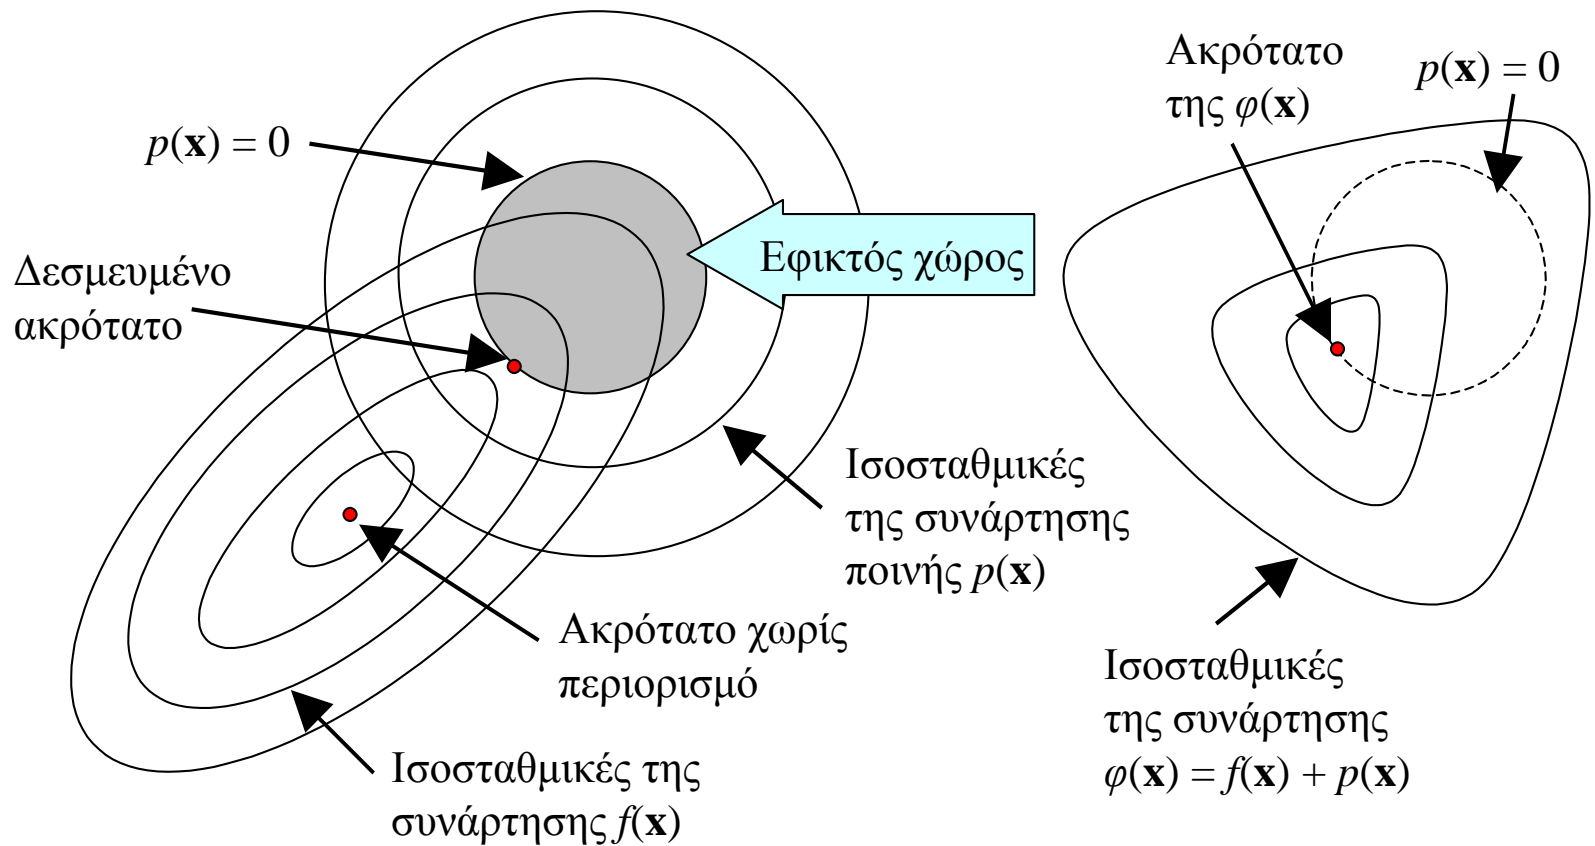 p(x) = 0
Δεσμευμένο
ακρότατο
Εφικτός χώρος
Ισοσταθμικές
της συνάρτησης
ποινής p(x)
Ακρότατο χωρίς
περιορισμό
Ισοσταθμικές της
συνάρτησης f(x)
Ακρότατο
της φ(x)
p(x) = 0
Ισοσταθμικές
της συνάρτησης
φ(x) = f(x) + p(x)